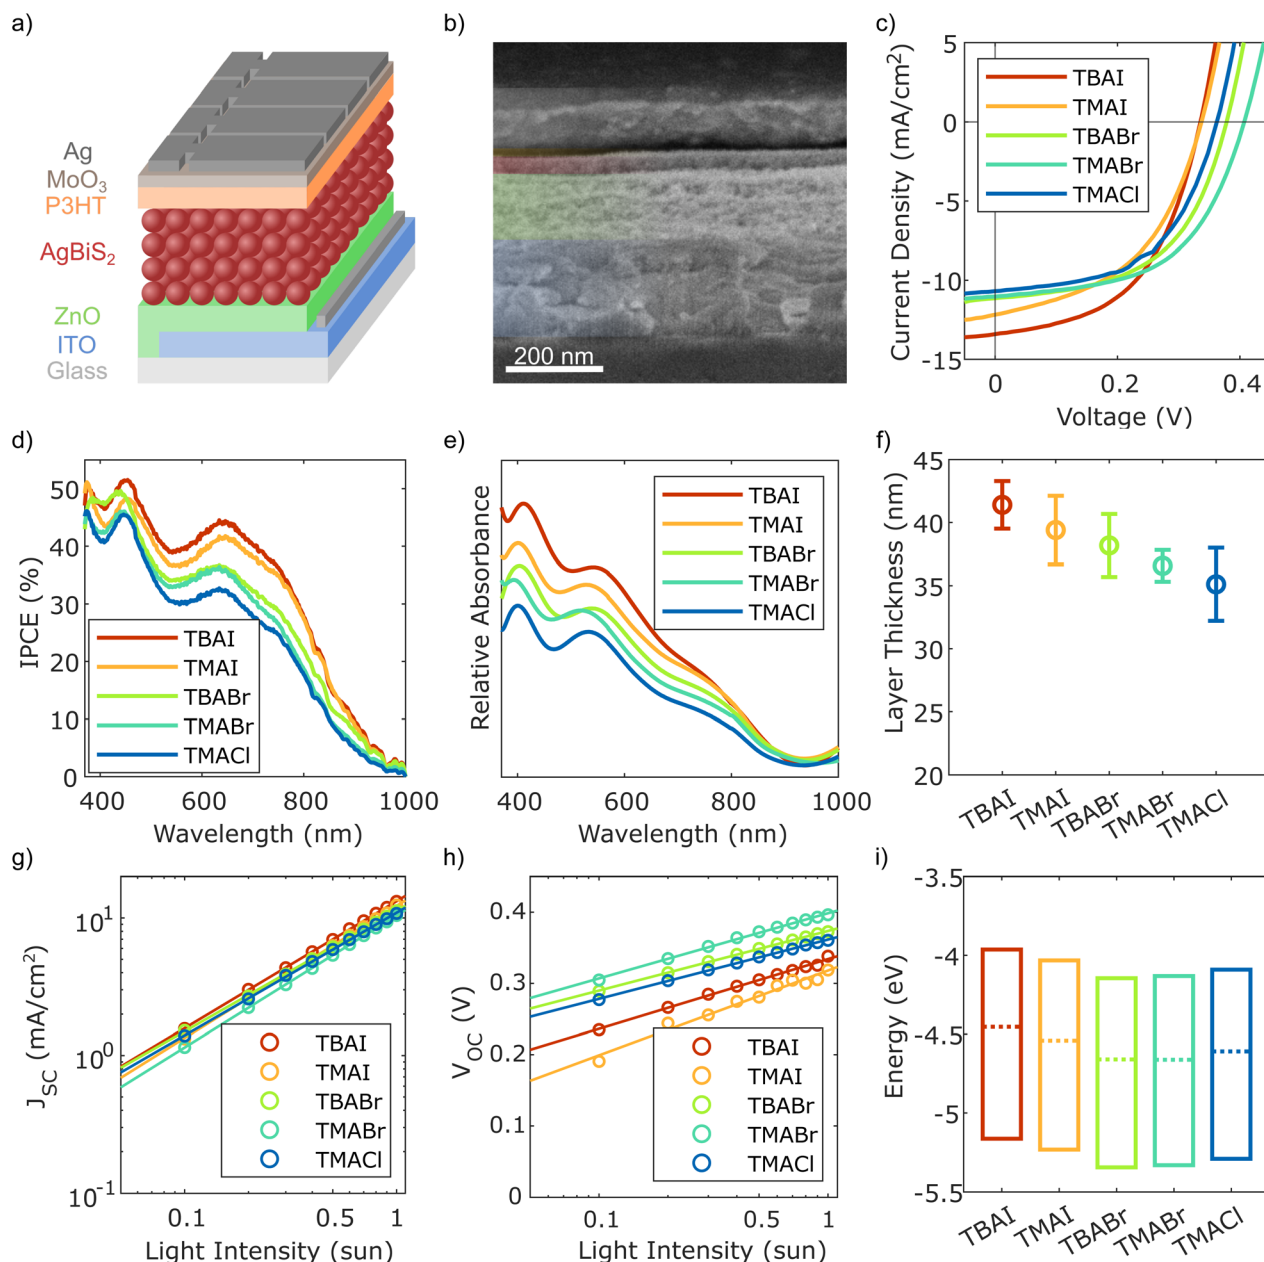 a)
Ag
MoO3
P3HT
AgBiS2
ZnO
ITO
Glass
b)
200 nm
c)
Current Density (mA/cm2)
5
0
-5
-10
-15
TBAI
TMAI
TBABr
TMABr
TMACl
0
0.2
0.4
Voltage (V)
d)
IPCE (%)
50
40
30
20
10
0
TBAI
TMAI
TBABr
TMABr
TMACl
400
600
800
1000
Wavelength (nm)
e)
Relative Absorbance
TBAI
TMAI
TBABr
TMABr
TMACl
400
600
800
1000
Wavelength (nm)
f)
Layer Thickness (nm)
45
40
35
30
25
20
TBAI
TMAI
TBABr
TMABr
TMACl
g)
JSC (mA/cm2)
10^1
10^0
10^-1
TBAI
TMAI
TBABr
TMABr
TMACl
0.1
0.5
1
Light Intensity (sun)
h)
VOC (V)
0.4
0.3
0.2
0.1
0
TBAI
TMAI
TBABr
TMABr
TMACl
0.1
0.5
1
Light Intensity (sun)
i)
Energy (eV)
-3.5
-4
-4.5
-5
-5.5
TBAI
TMAI
TBABr
TMABr
TMACl